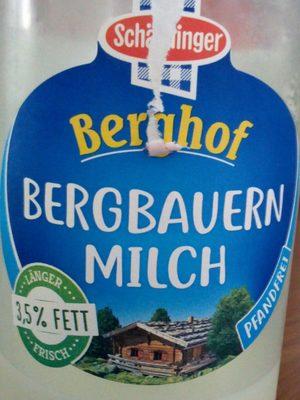 Schärdinger
Berghof
BERGBAUERN
MILCH
LÄNGER
3,5% FETT
FRISCH
PFANDFREI